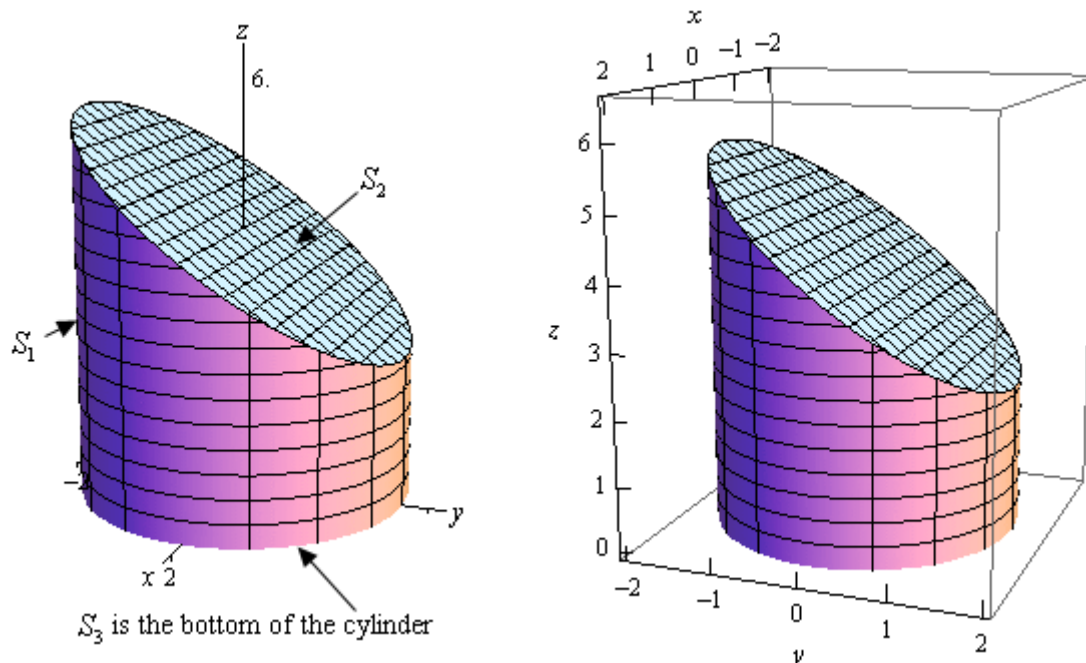 z
6.
S₂
S₁
-2
y
x 2
S₃ is the bottom of the cylinder
x
2 1 0 −1 −2
6
5
4
z
3
2
1
0
−2
−1
0
1
2
y